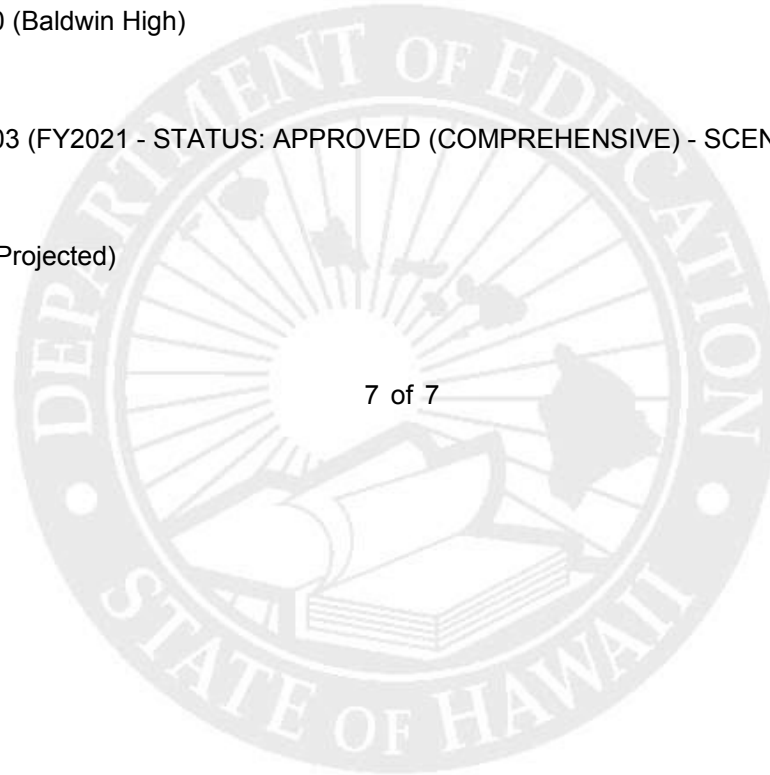 0 (Baldwin High)
03 (FY2021 - STATUS: APPROVED (COMPREHENSIVE) - SCEN
Projected)
7 of 7
DEPARTMENT OF EDUCATION
STATE OF HAWAII